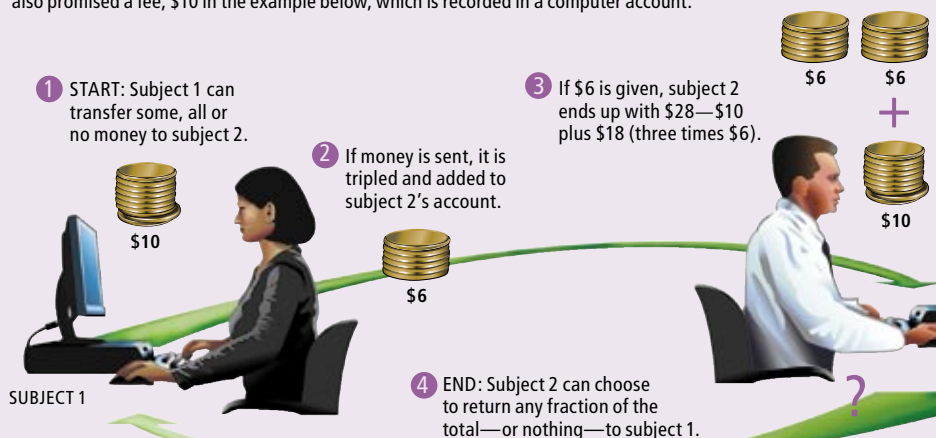 also promised a fee, $10 in the example below, which is recorded in a computer account.
1 START: Subject 1 can
transfer some, all or
no money to subject 2.
$10
2 If money is sent, it is
tripled and added to
subject 2's account.
$6
3 If $6 is given, subject 2
ends up with $28—$10
plus $18 (three times $6).
$6 $6
+
$10
SUBJECT 1
4 END: Subject 2 can choose
to return any fraction of the
total—or nothing—to subject 1.
?